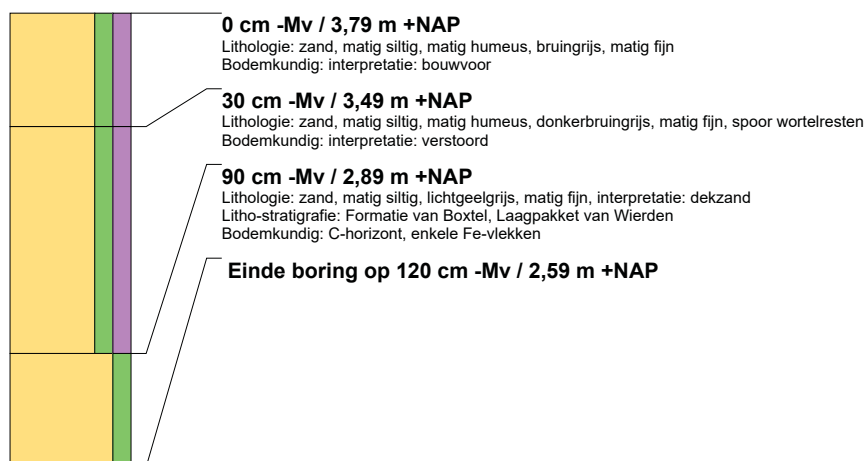 0 cm -Mv / 3,79 m +NAP
Lithologie: zand, matig siltig, matig humeus, bruingrijs, matig fijn
Bodemkundig: interpretatie: bouwvoor
30 cm -Mv / 3,49 m +NAP
Lithologie: zand, matig siltig, matig humeus, donkerbruingrijs, matig fijn, spoor wortelresten
Bodemkundig: interpretatie: verstoord
90 cm -Mv / 2,89 m +NAP
Lithologie: zand, matig siltig, lichtgeelgrijs, matig fijn, interpretatie: dekzand
Litho-stratigrafie: Formatie van Boxtel, Laagpakket van Wierden
Bodemkundig: C-horizont, enkele Fe-vlekken
Einde boring op 120 cm -Mv / 2,59 m +NAP